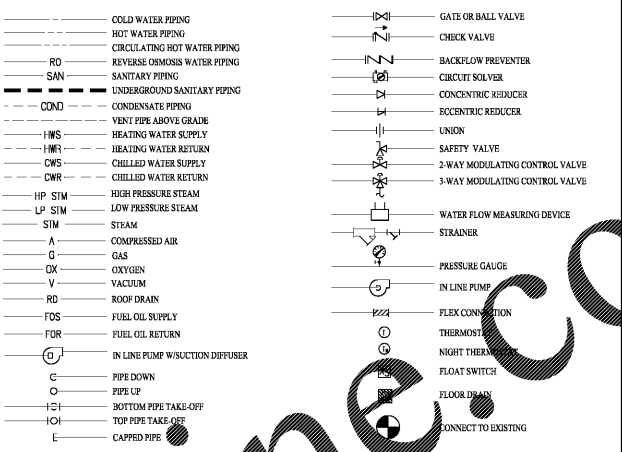 COLD WATER PIPING
HOT WATER PIPING
CIRCULATING HOT WATER PIPING
RO REVERSE OSMOSIS WATER PIPING
SAN SANITARY PIPING
UNDERGROUND SANITARY PIPING
COND CONDENSATE PIPING
VENT PIPE ABOVE GRADE
HWS HEATING WATER SUPPLY
HWR HEATING WATER RETURN
CWS CHILLED WATER SUPPLY
CWR CHILLED WATER RETURN
HP STM HIGH PRESSURE STEAM
LP STM LOW PRESSURE STEAM
STM STEAM
A COMPRESSED AIR
G GAS
OX OXYGEN
V VACUUM
RD ROOF DRAIN
FOS FUEL OIL SUPPLY
FOR FUEL OIL RETURN
IN LINE PUMP W/SUCTION DIFFUSER
PIPE DOWN
PIPE UP
BOTTOM PIPE TAKE-OFF
TOP PIPE TAKE-OFF
CAPPED PIPE
GATE OR BALL VALVE
CHECK VALVE
BACKFLOW PREVENTER
CIRCUIT SOLVER
CONCENTRIC REDUCER
ECCENTRIC REDUCER
UNION
SAFETY VALVE
2-WAY MODULATING CONTROL VALVE
3-WAY MODULATING CONTROL VALVE
WATER FLOW MEASURING DEVICE
STRAINER
PRESSURE GAUGE
IN LINE PUMP
FLEX CONNECTION
T THERMOSTAT
NIGHT THERMOSTAT
FLOAT SWITCH
FLOOR DRAIN
CONNECT TO EXISTING
ne.co